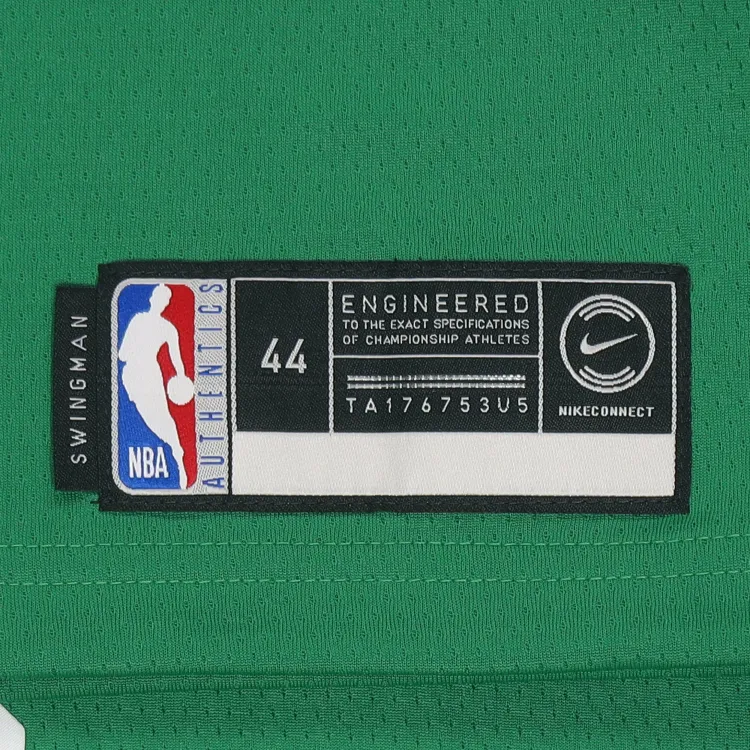 SWINGMAN
NBA
AUTHENTICS
44
ENGINEERED
TO THE EXACT SPECIFICATIONS
OF CHAMPIONSHIP ATHLETES
TA176753U5
NIKECONNECT